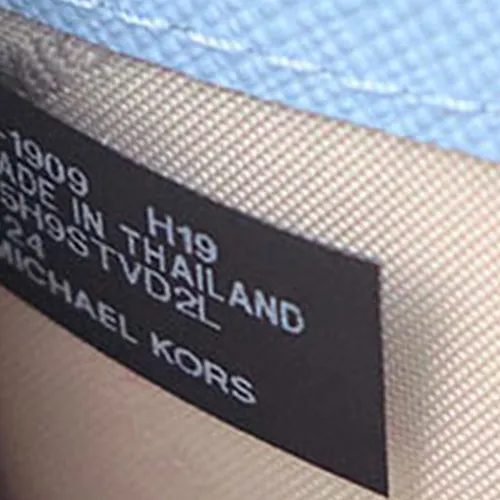 -1909 H19
ADE IN THAILAND
5H9STVD2L
24
MICHAEL KORS